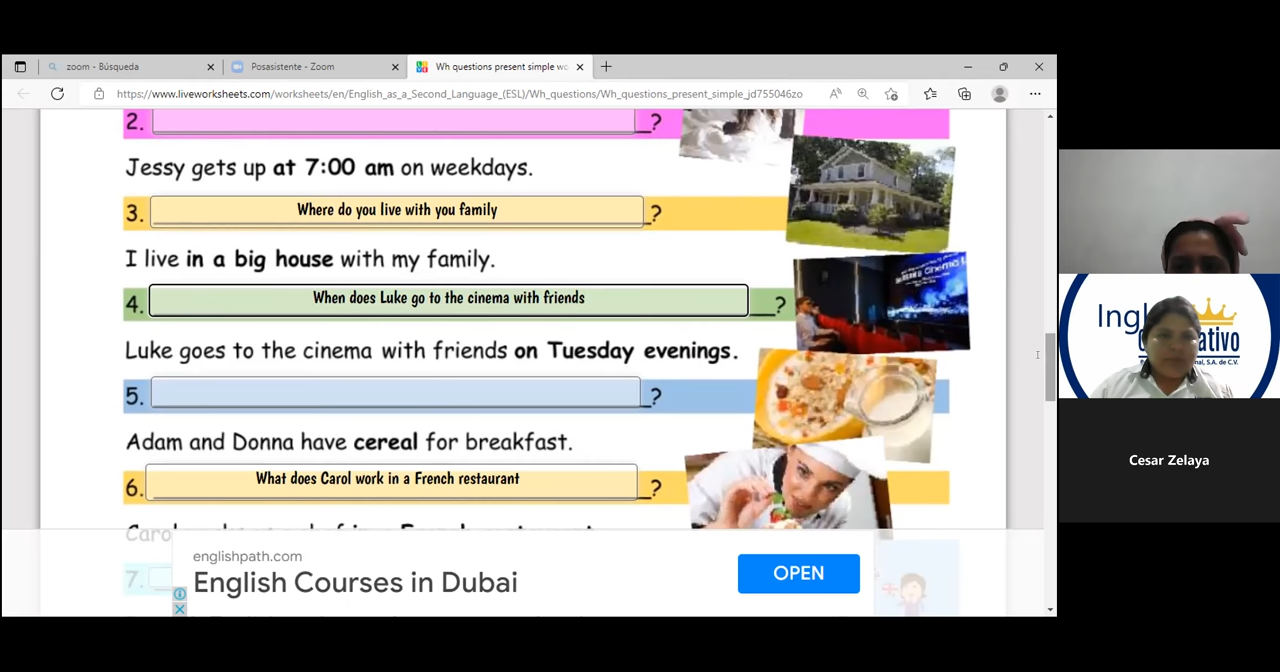 zoom - Búsqueda
Posasistente - Zoom
Wh questions present simple wo
https://www.liveworksheets.com/worksheets/en/English_as_a_Second_Language_(ESL)/Wh_questions/Wh_questions_present_simple_jd755046zo
2. ?
Jessy gets up at 7:00 am on weekdays.
3. Where do you live with you family ?
I live in a big house with my family.
4. When does Luke go to the cinema with friends ?
Luke goes to the cinema with friends on Tuesday evenings.
5. ?
Adam and Donna have cereal for breakfast.
6. What does Carol work in a French restaurant ?
7.
englishpath.com
English Courses in Dubai
OPEN
Cesar Zelaya